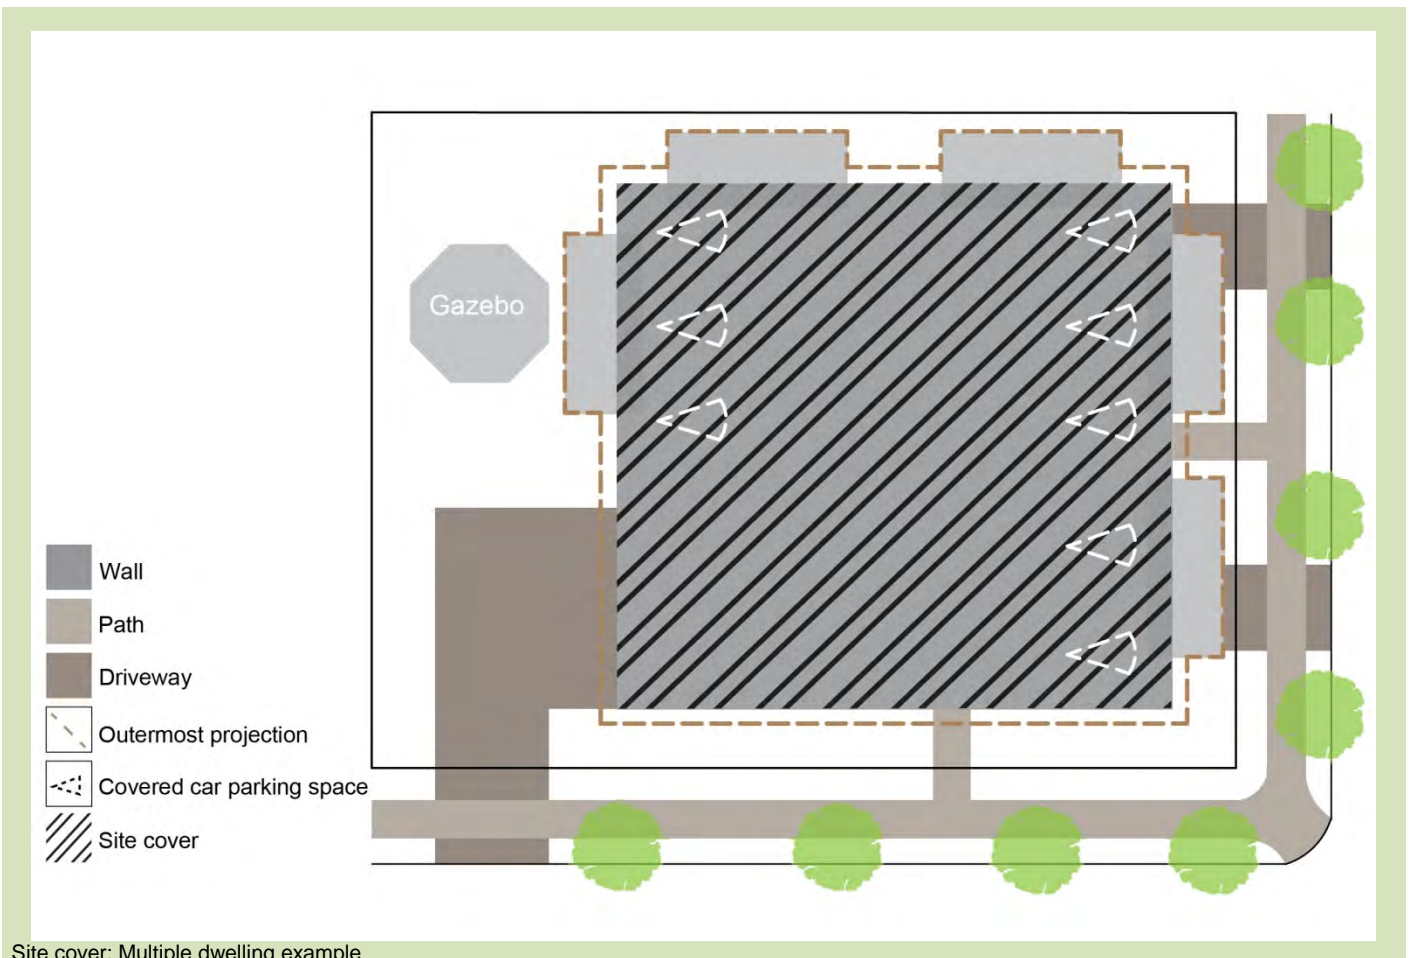 Gazebo
Wall
Path
Driveway
Outermost projection
Covered car parking space
Site cover
Site cover: Multiple dwelling example